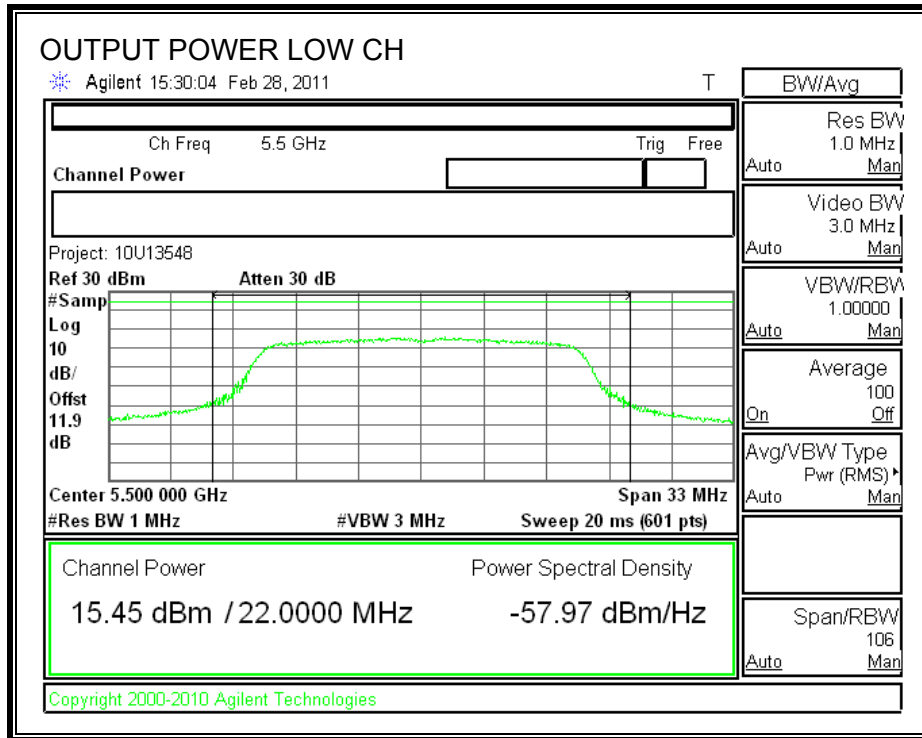 OUTPUT POWER LOW CH
Agilent 15:30:04 Feb 28, 2011 T
BW/Avg
Ch Freq 5.5 GHz Trig Free
Channel Power
Project: 10U13548
Ref 30 dBm Atten 30 dB
#Samp
Log
10
dB/
Offst
11.9
dB
Center 5.500 000 GHz Span 33 MHz
#Res BW 1 MHz #VBW 3 MHz Sweep 20 ms (601 pts)
Channel Power Power Spectral Density
15.45 dBm / 22.0000 MHz -57.97 dBm/Hz
Copyright 2000-2010 Agilent Technologies
Res BW
1.0 MHz
Auto Man
Video BW
3.0 MHz
Auto Man
VBW/RBW
1.00000
Auto Man
Average
100
On Off
Avg/VBW Type
Pwr (RMS)
Auto Man
Span/RBW
106
Auto Man